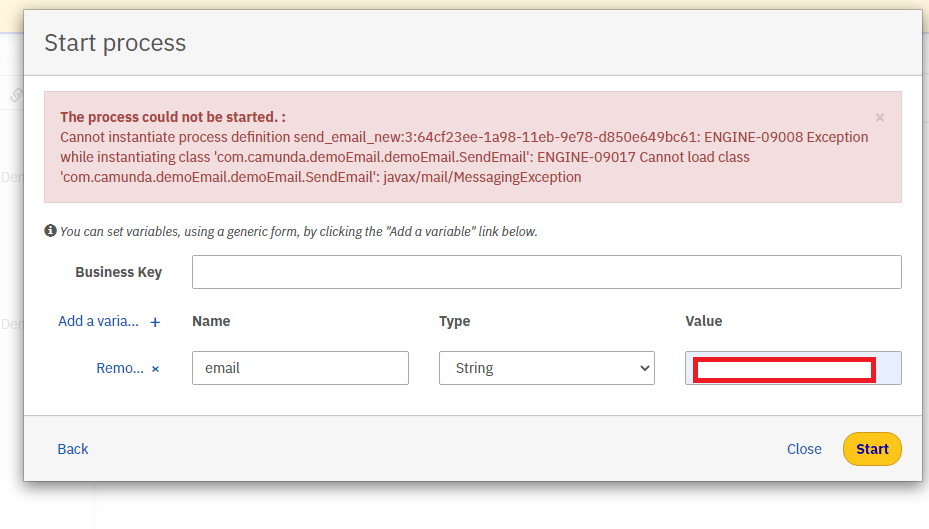 Start process
The process could not be started. :
×
Cannot instantiate process definition send_email_new:3:64cf23ee-1a98-11eb-9e78-d850e649bc61: ENGINE-09008 Exception
while instantiating class 'com.camunda.demoEmail.demoEmail.SendEmail': ENGINE-09017 Cannot load class
'com.camunda.demoEmail.demoEmail.SendEmail': javax/mail/MessagingException
You can set variables, using a generic form, by clicking the "Add a variable" link below.
Business Key
Add a varia... + Name Type Value
Remo... × email String
Back Close Start